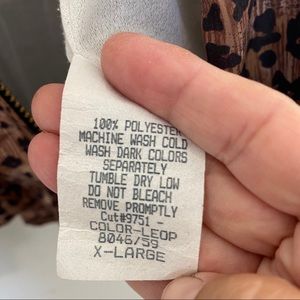 100% POLYESTER
MACHINE WASH COLD
WASH DARK COLORS
SEPARATELY
TUMBLE DRY LOW
DO NOT BLEACH
REMOVE PROMPTLY
Cut#9751 -
COLOR-LEOP
8046/59
X-LARGE